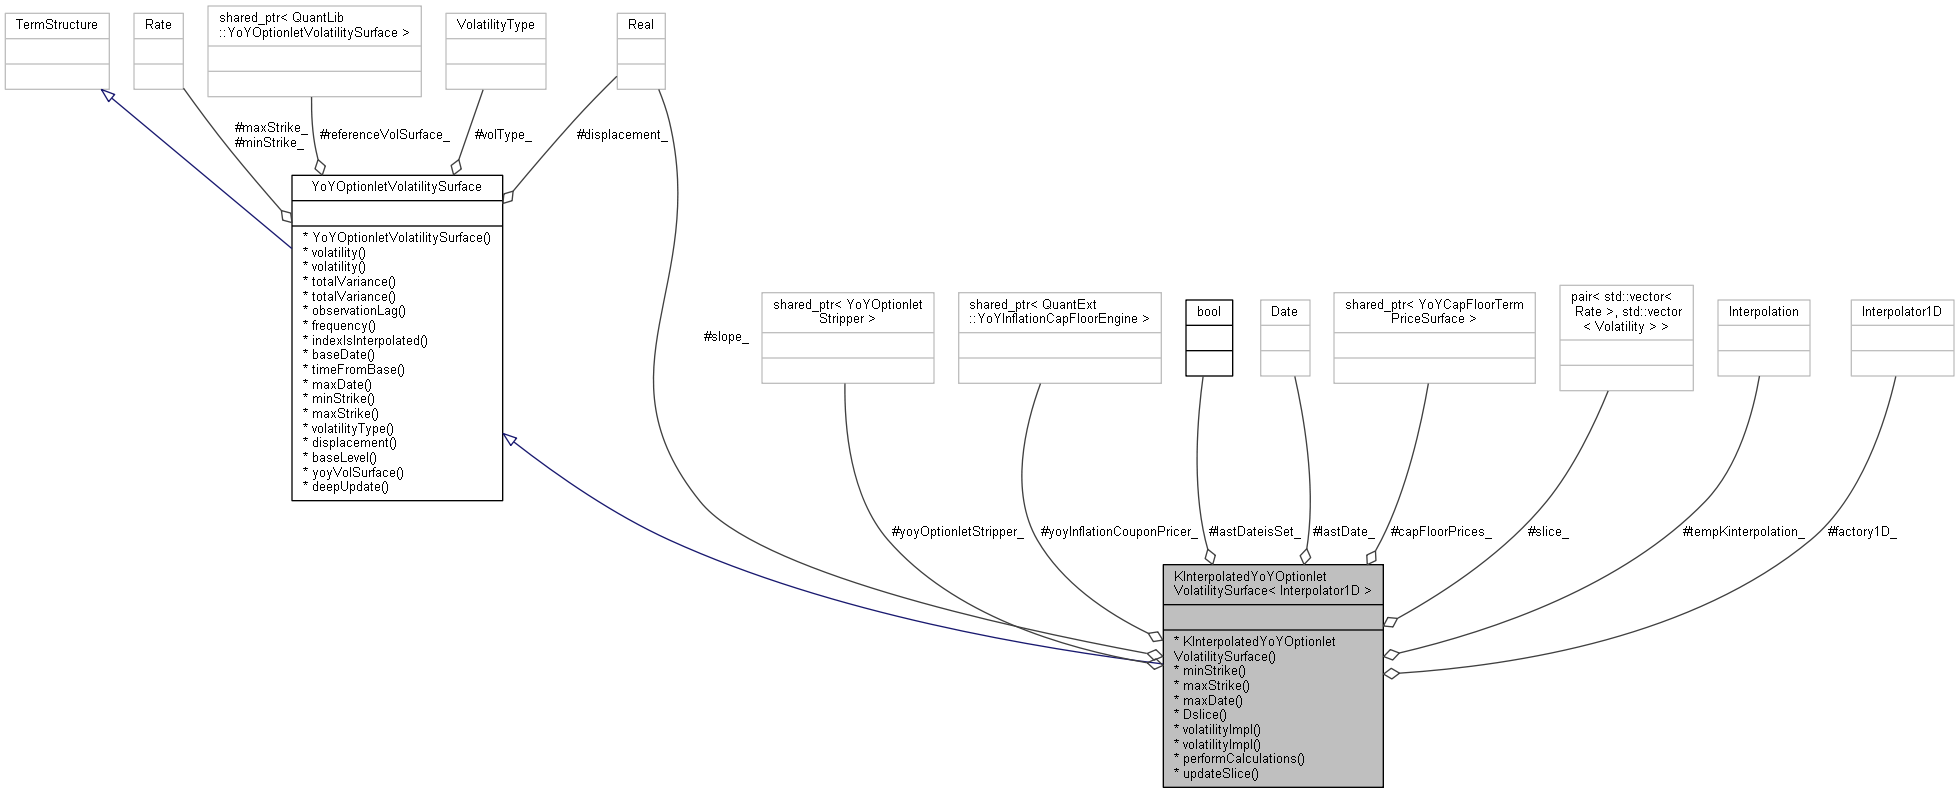 TermStructure
Rate
shared_ptr< QuantLib
::YoYOptionletVolatilitySurface >
VolatilityType
Real
#maxStrike_
#minStrike_
#referenceVolSurface_
#volType_
#displacement_
YoYOptionletVolatilitySurface
* YoYOptionletVolatilitySurface()
* volatility()
* volatility()
* totalVariance()
* totalVariance()
* observationLag()
* frequency()
* indexIsInterpolated()
* baseDate()
* timeFromBase()
* maxDate()
* minStrike()
* maxStrike()
* volatilityType()
* displacement()
* baseLevel()
* yoyVolSurface()
* deepUpdate()
#slope_
shared_ptr< YoYOptionlet
Stripper >
shared_ptr< QuantExt
::YoYInflationCapFloorEngine >
bool
Date
shared_ptr< YoYCapFloorTerm
PriceSurface >
pair< std::vector<
Rate >, std::vector
< Volatility > >
Interpolation
Interpolator1D
#yoyOptionletStripper_
#yoyInflationCouponPricer_
#lastDateisSet_
#lastDate_
#capFloorPrices_
#slice_
#tempKinterpolation_
#factory1D_
KInterpolatedYoYOptionlet
VolatilitySurface< Interpolator1D >
* KInterpolatedYoYOptionlet
VolatilitySurface()
* minStrike()
* maxStrike()
* maxDate()
* Dslice()
* volatilityImpl()
* volatilityImpl()
* performCalculations()
* updateSlice()